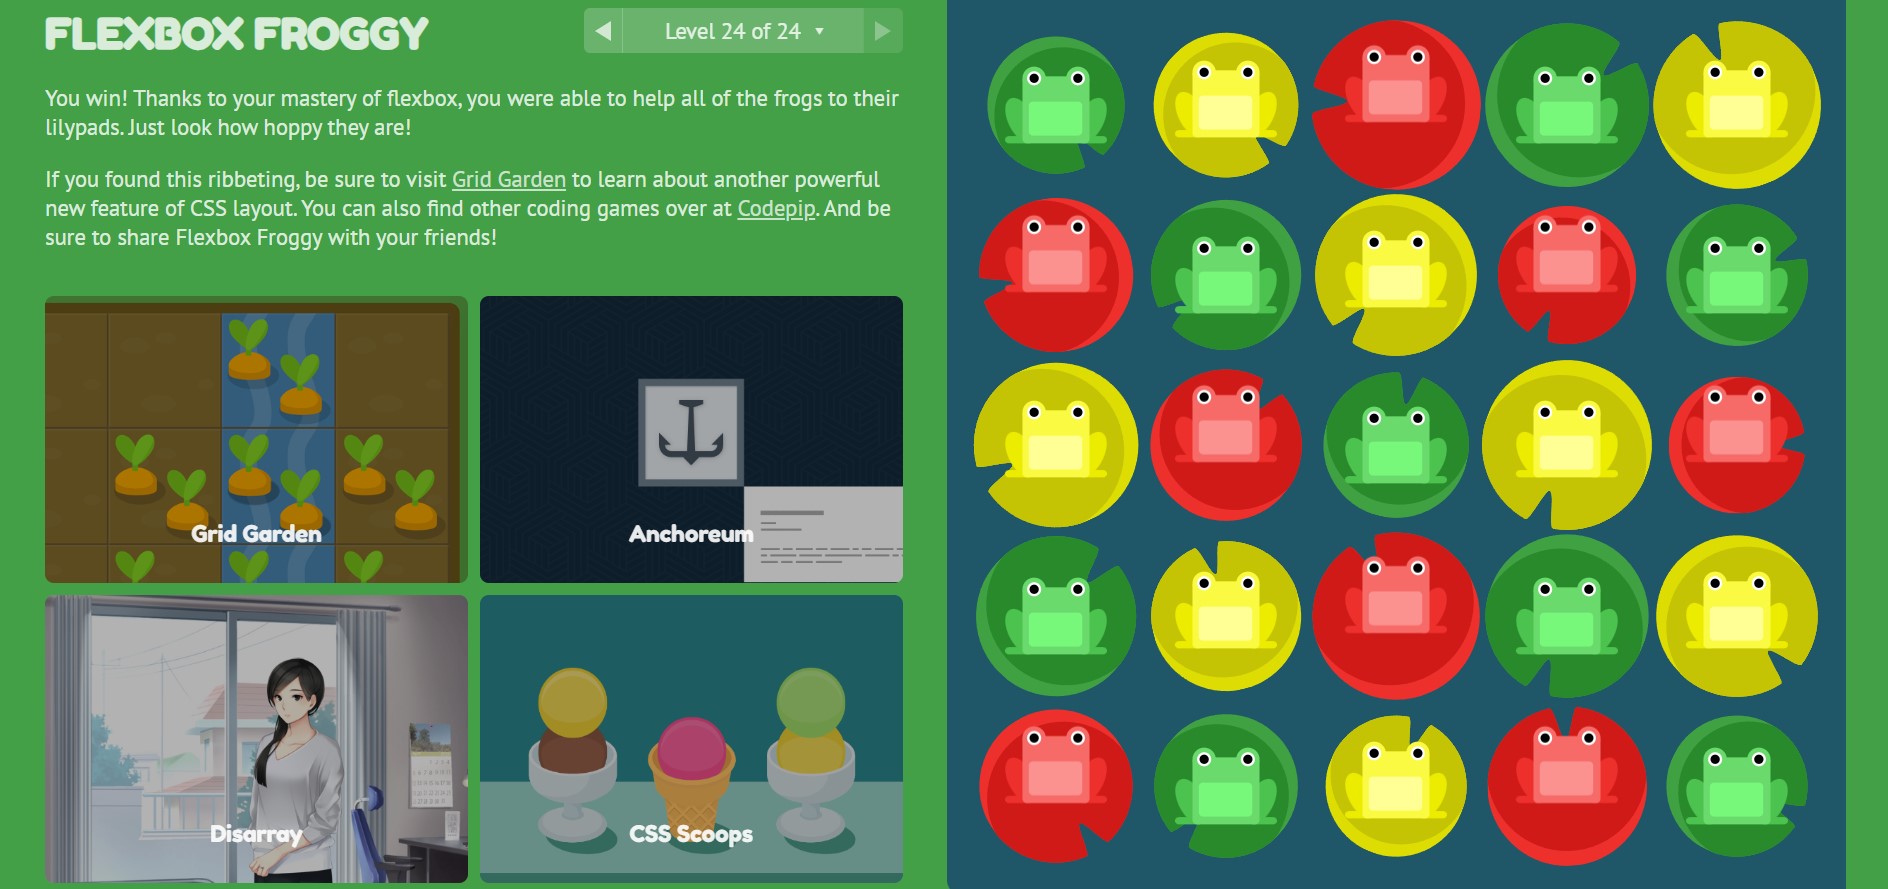 FLEXBOX FROGGY
Level 24 of 24
You win! Thanks to your mastery of flexbox, you were able to help all of the frogs to their
lilypads. Just look how hoppy they are!
If you found this ribbeting, be sure to visit Grid Garden to learn about another powerful
new feature of CSS layout. You can also find other coding games over at Codepip. And be
sure to share Flexbox Froggy with your friends!
Grid Garden
Anchoreum
Disarray
CSS Scoops